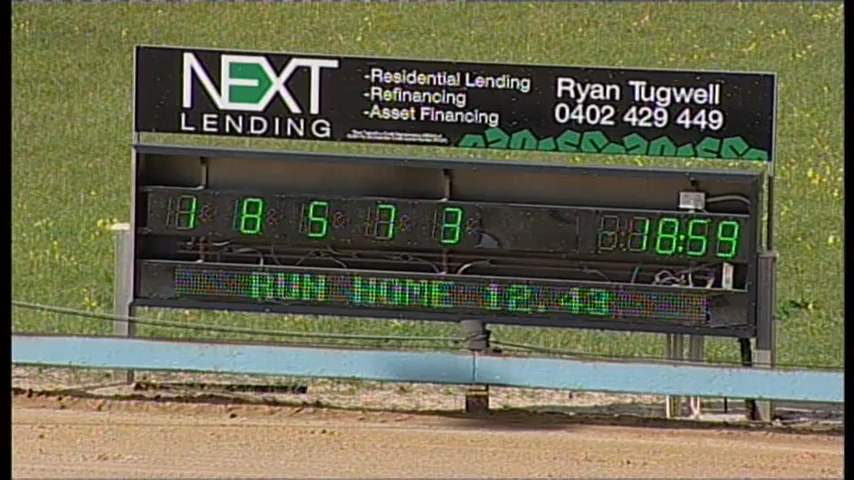 NEXT
LENDING
-Residential Lending
-Refinancing
-Asset Financing
Ryan Tugwell
0402 429 449
1 8 5 7 3
18:59
RUN HOME 12.43